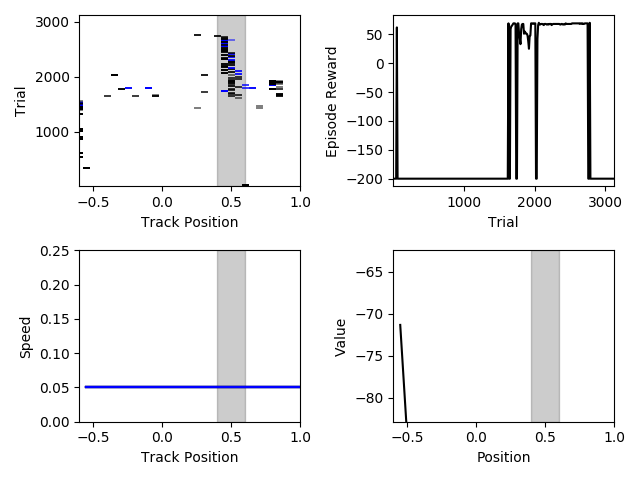 3000
2000
1000
Trial
−0.5 0.0 0.5 1.0
Track Position
50
0
−50
−100
−150
−200
Episode Reward
1000 2000 3000
Trial
0.25
0.20
0.15
0.10
0.05
0.00
Speed
−0.5 0.0 0.5 1.0
Track Position
−65
−70
−75
−80
Value
−0.5 0.0 0.5 1.0
Position